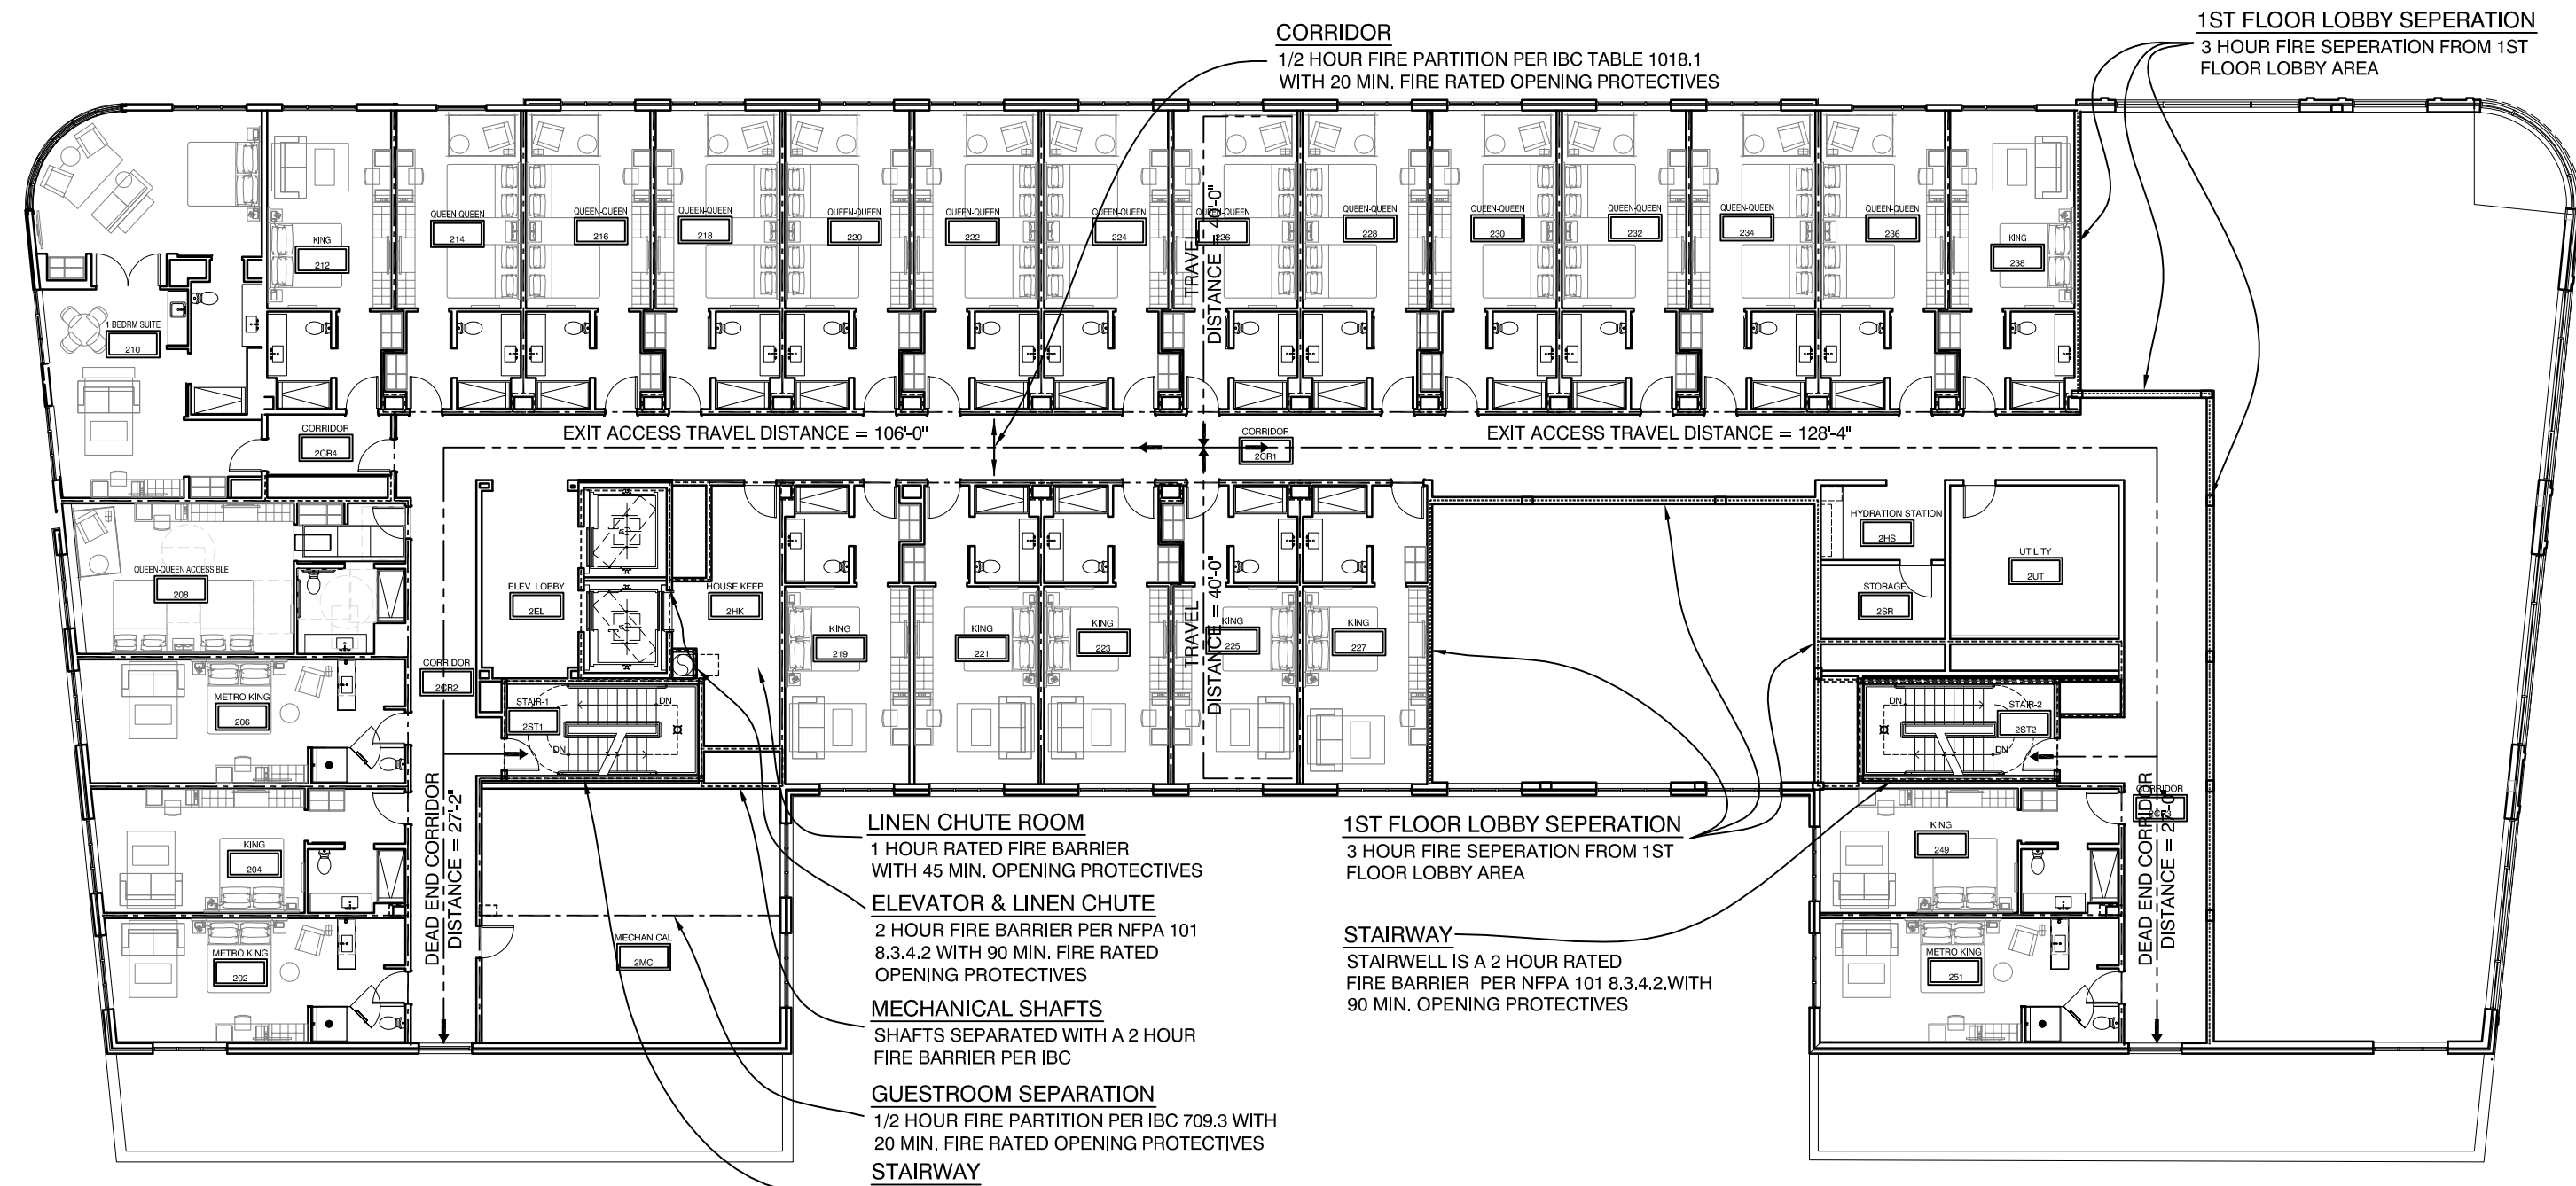 1ST FLOOR LOBBY SEPERATION
3 HOUR FIRE SEPERATION FROM 1ST
FLOOR LOBBY AREA
CORRIDOR
1/2 HOUR FIRE PARTITION PER IBC TABLE 1018.1
WITH 20 MIN. FIRE RATED OPENING PROTECTIVES
QUEEN-QUEEN
214
QUEEN-QUEEN
216
QUEEN-QUEEN
218
QUEEN-QUEEN
220
QUEEN-QUEEN
222
QUEEN-QUEEN
224
QUEEN-QUEEN
226
QUEEN-QUEEN
228
QUEEN-QUEEN
230
QUEEN-QUEEN
232
QUEEN-QUEEN
234
QUEEN-QUEEN
236
KING
212
KING
238
TRAVEL
DISTANCE = 40'-0"
1 BEDRM SUITE
210
CORRIDOR
2CR4
EXIT ACCESS TRAVEL DISTANCE = 106'-0"
CORRIDOR
2CR1
EXIT ACCESS TRAVEL DISTANCE = 128'-4"
HYDRATION STATION
2HS
UTILITY
2UT
STORAGE
2SR
QUEEN-QUEEN ACCESSIBLE
208
ELEV. LOBBY
2EL
HOUSE KEEP
2HK
KING
219
KING
221
KING
223
KING
225
KING
227
TRAVEL
DISTANCE = 40'-0"
CORRIDOR
2CR2
METRO KING
206
STAIR-1
2ST1
DN
DN
STAIR-2
2ST2
DN
DN
CORRIDOR
DEAD END CORRIDOR
DISTANCE = 27'-2"
DEAD END CORRIDOR
KING
204
METRO KING
202
MECHANICAL
2MC
KING
249
METRO KING
251
LINEN CHUTE ROOM
1 HOUR RATED FIRE BARRIER
WITH 45 MIN. OPENING PROTECTIVES
ELEVATOR & LINEN CHUTE
2 HOUR FIRE BARRIER PER NFPA 101
8.3.4.2 WITH 90 MIN. FIRE RATED
OPENING PROTECTIVES
MECHANICAL SHAFTS
SHAFTS SEPARATED WITH A 2 HOUR
FIRE BARRIER PER IBC
GUESTROOM SEPARATION
1/2 HOUR FIRE PARTITION PER IBC 709.3 WITH
20 MIN. FIRE RATED OPENING PROTECTIVES
STAIRWAY
1ST FLOOR LOBBY SEPERATION
3 HOUR FIRE SEPERATION FROM 1ST
FLOOR LOBBY AREA
STAIRWAY
STAIRWELL IS A 2 HOUR RATED
FIRE BARRIER PER NFPA 101 8.3.4.2.WITH
90 MIN. OPENING PROTECTIVES